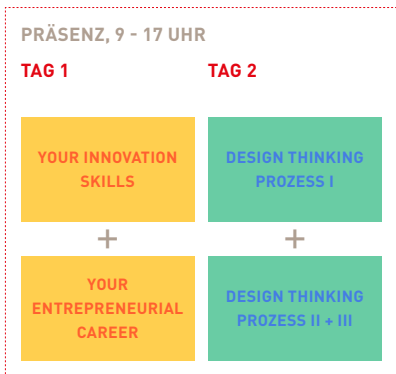 PRÄSENZ, 9 - 17 UHR
TAG 1
TAG 2
YOUR INNOVATION
SKILLS
DESIGN THINKING
PROZESS I
+
+
YOUR
ENTREPRENEURIAL
CAREER
DESIGN THINKING
PROZESS II + III